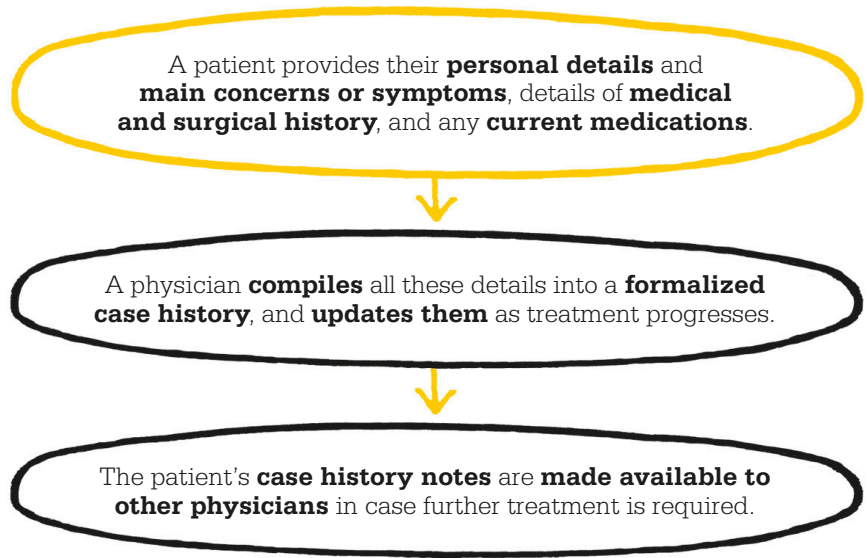 A patient provides their personal details and
main concerns or symptoms, details of medical
and surgical history, and any current medications.
A physician compiles all these details into a formalized
case history, and updates them as treatment progresses.
The patient’s case history notes are made available to
other physicians in case further treatment is required.